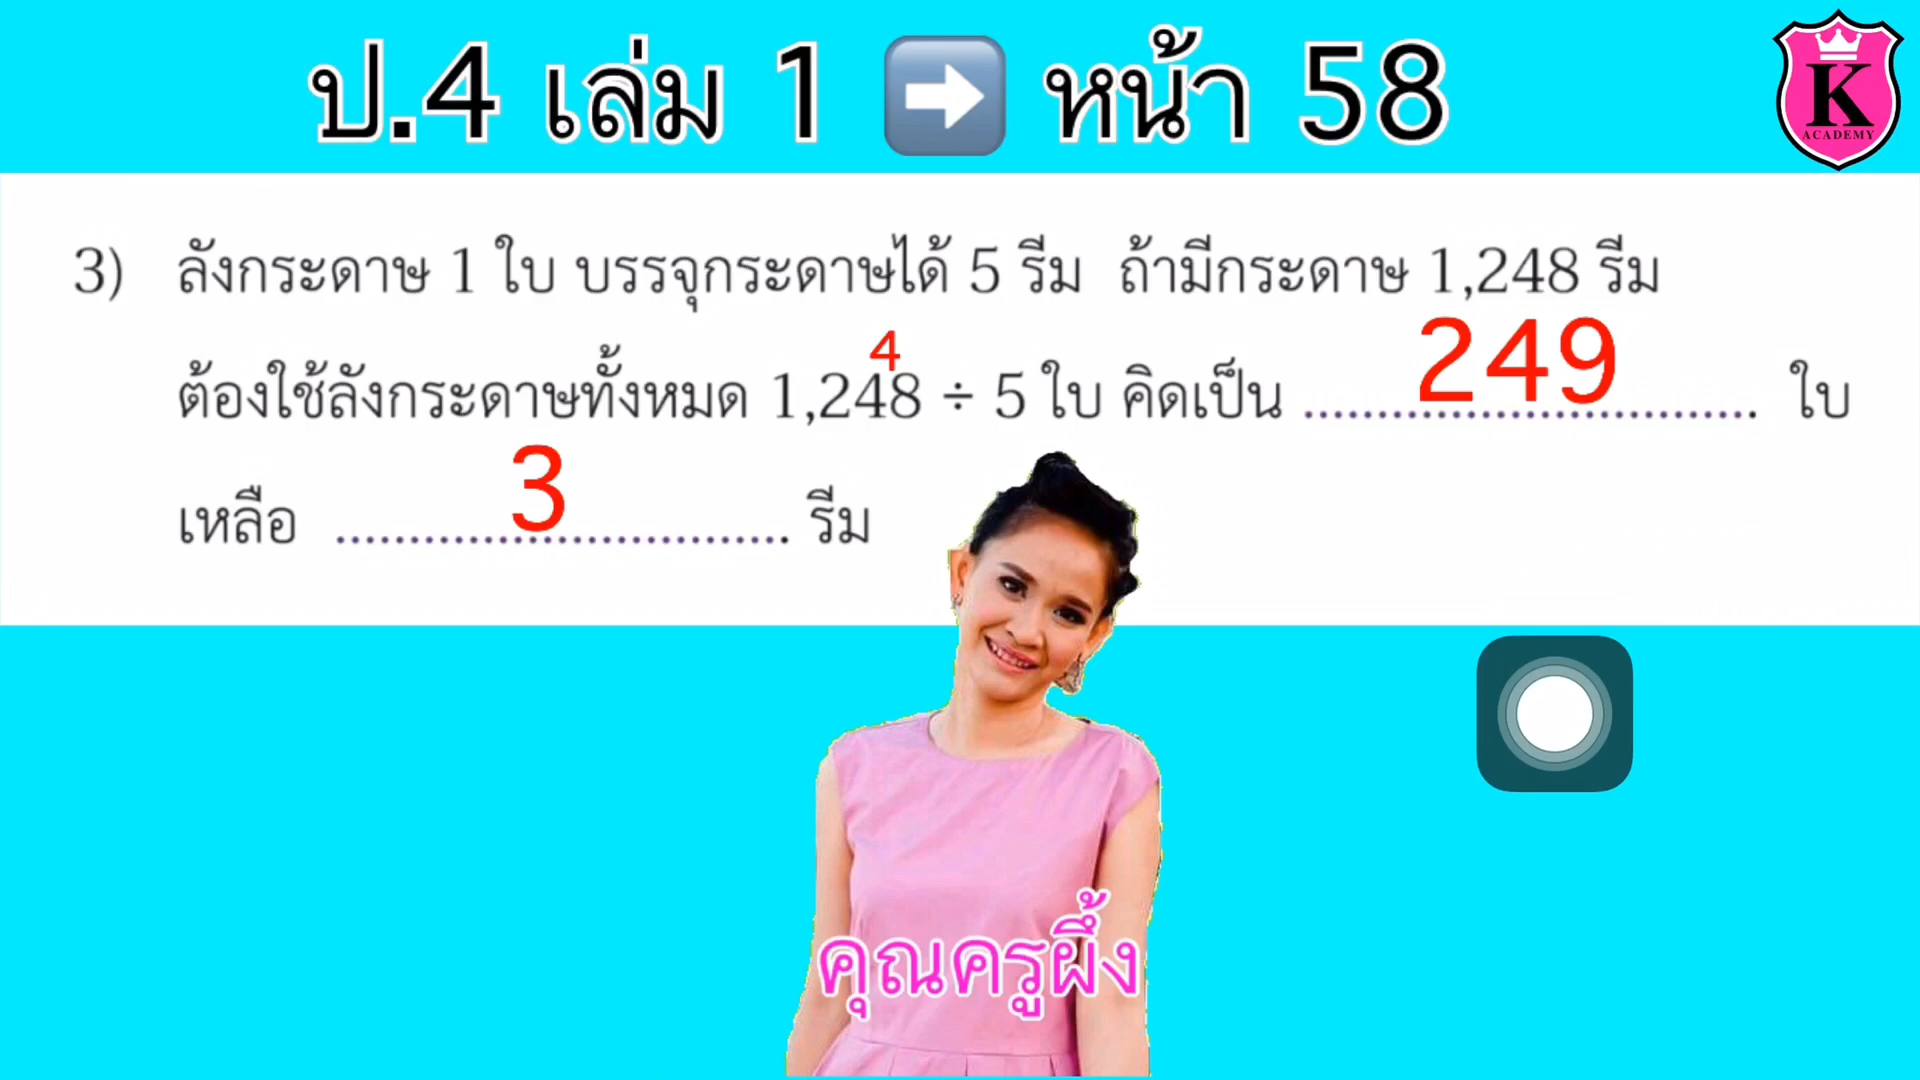 ป.4 เล่ม 1 ➡ หน้า 58
K
ACADEMY
3) ลังกระดาษ 1 ใบ บรรจุกระดาษได้ 5 รีม ถ้ามีกระดาษ 1,248 รีม
4
ต้องใช้ลังกระดาษทั้งหมด 1,248 ÷ 5 ใบ คิดเป็น 249 ใบ
เหลือ 3 รีม
คุณครูผึ้ง